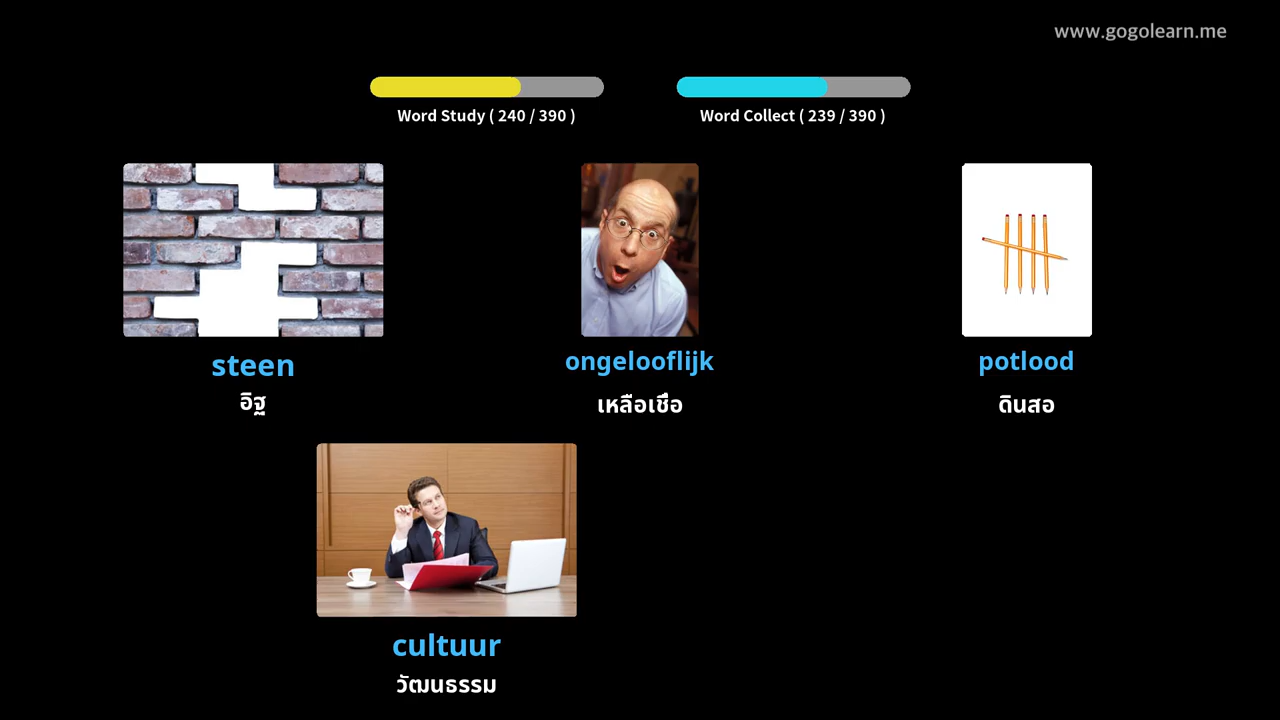 www.gogolearn.me
Word Study ( 240 / 390 )
Word Collect ( 239 / 390 )
steen
ongelooflijk
potlood
อิฐ
เหลือเชื่อ
ดินสอ
cultuur
วัฒนธรรม